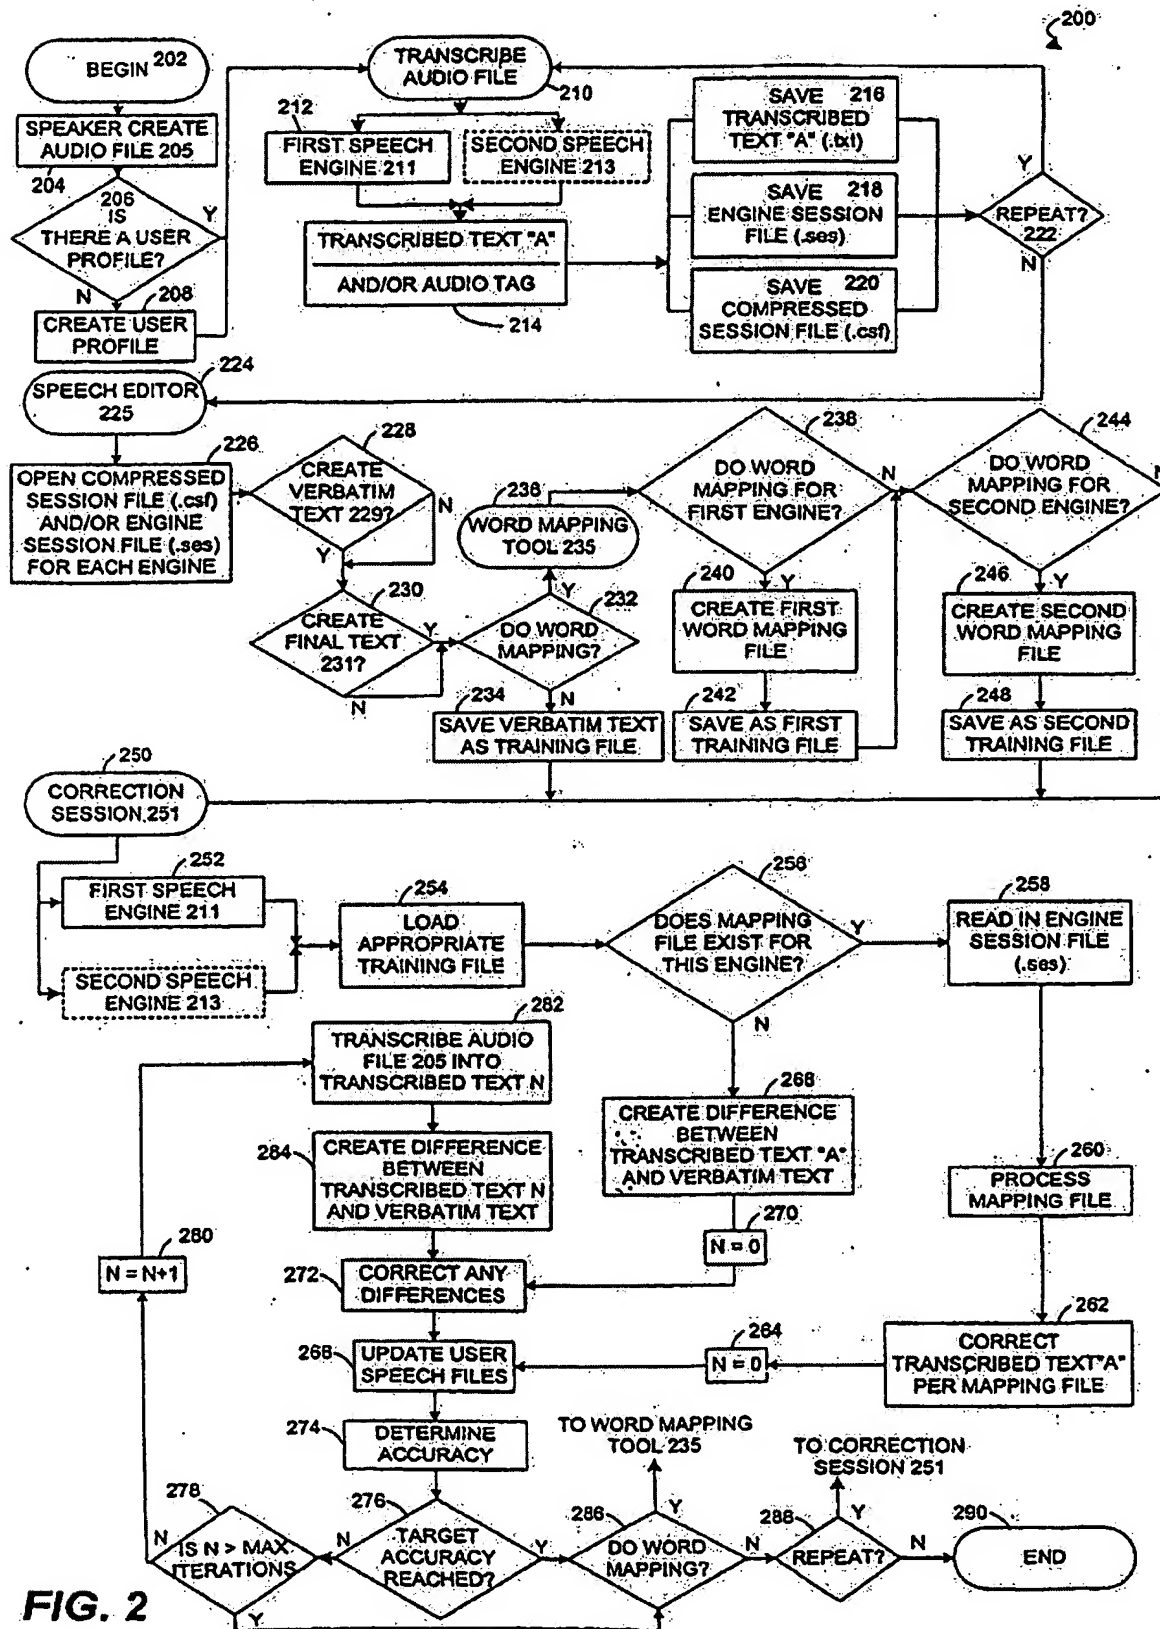 200
BEGIN 202
TRANSCRIBE
AUDIO FILE
210
SPEAKER CREATE
AUDIO FILE 205
204
206
IS
THERE A USER
PROFILE?
Y
N
208
CREATE USER
PROFILE
212
FIRST SPEECH
ENGINE 211
SECOND SPEECH
ENGINE 213
TRANSCRIBED TEXT "A"
AND/OR AUDIO TAG
214
SAVE 216
TRANSCRIBED
TEXT "A" (.txt)
SAVE 218
ENGINE SESSION
FILE (.ses)
SAVE 220
COMPRESSED
SESSION FILE (.csf)
Y
REPEAT?
222
N
224
SPEECH EDITOR
225
226
OPEN COMPRESSED
SESSION FILE (.csf)
AND/OR ENGINE
SESSION FILE (.ses)
FOR EACH ENGINE
228
CREATE
VERBATIM
TEXT 229?
N
Y
230
CREATE
FINAL TEXT
231?
Y
N
236
WORD MAPPING
TOOL 235
Y
232
DO WORD
MAPPING?
N
234
SAVE VERBATIM TEXT
AS TRAINING FILE
238
DO WORD
MAPPING FOR
FIRST ENGINE?
N
Y
240
CREATE FIRST
WORD MAPPING
FILE
242
SAVE AS FIRST
TRAINING FILE
244
DO WORD
MAPPING FOR
SECOND ENGINE?
N
Y
246
CREATE SECOND
WORD MAPPING
FILE
248
SAVE AS SECOND
TRAINING FILE
250
CORRECTION
SESSION 251
252
FIRST SPEECH
ENGINE 211
SECOND SPEECH
ENGINE 213
254
LOAD
APPROPRIATE
TRAINING FILE
256
DOES MAPPING
FILE EXIST FOR
THIS ENGINE?
Y
N
258
READ IN ENGINE
SESSION FILE
(.ses)
282
TRANSCRIBE AUDIO
FILE 205 INTO
TRANSCRIBED TEXT N
268
CREATE DIFFERENCE
BETWEEN
TRANSCRIBED TEXT "A"
AND VERBATIM TEXT
284
CREATE DIFFERENCE
BETWEEN
TRANSCRIBED TEXT N
AND VERBATIM TEXT
260
PROCESS
MAPPING FILE
270
N = 0
280
N = N+1
272
CORRECT ANY
DIFFERENCES
262
CORRECT
TRANSCRIBED TEXT"A"
PER MAPPING FILE
264
N = 0
266
UPDATE USER
SPEECH FILES
274
DETERMINE
ACCURACY
TO WORD MAPPING
TOOL 235
TO CORRECTION
SESSION 251
278
N
IS N > MAX
ITERATIONS
Y
276
N
TARGET
ACCURACY
REACHED?
Y
286
Y
DO WORD
MAPPING?
N
288
Y
REPEAT?
N
290
END
FIG. 2